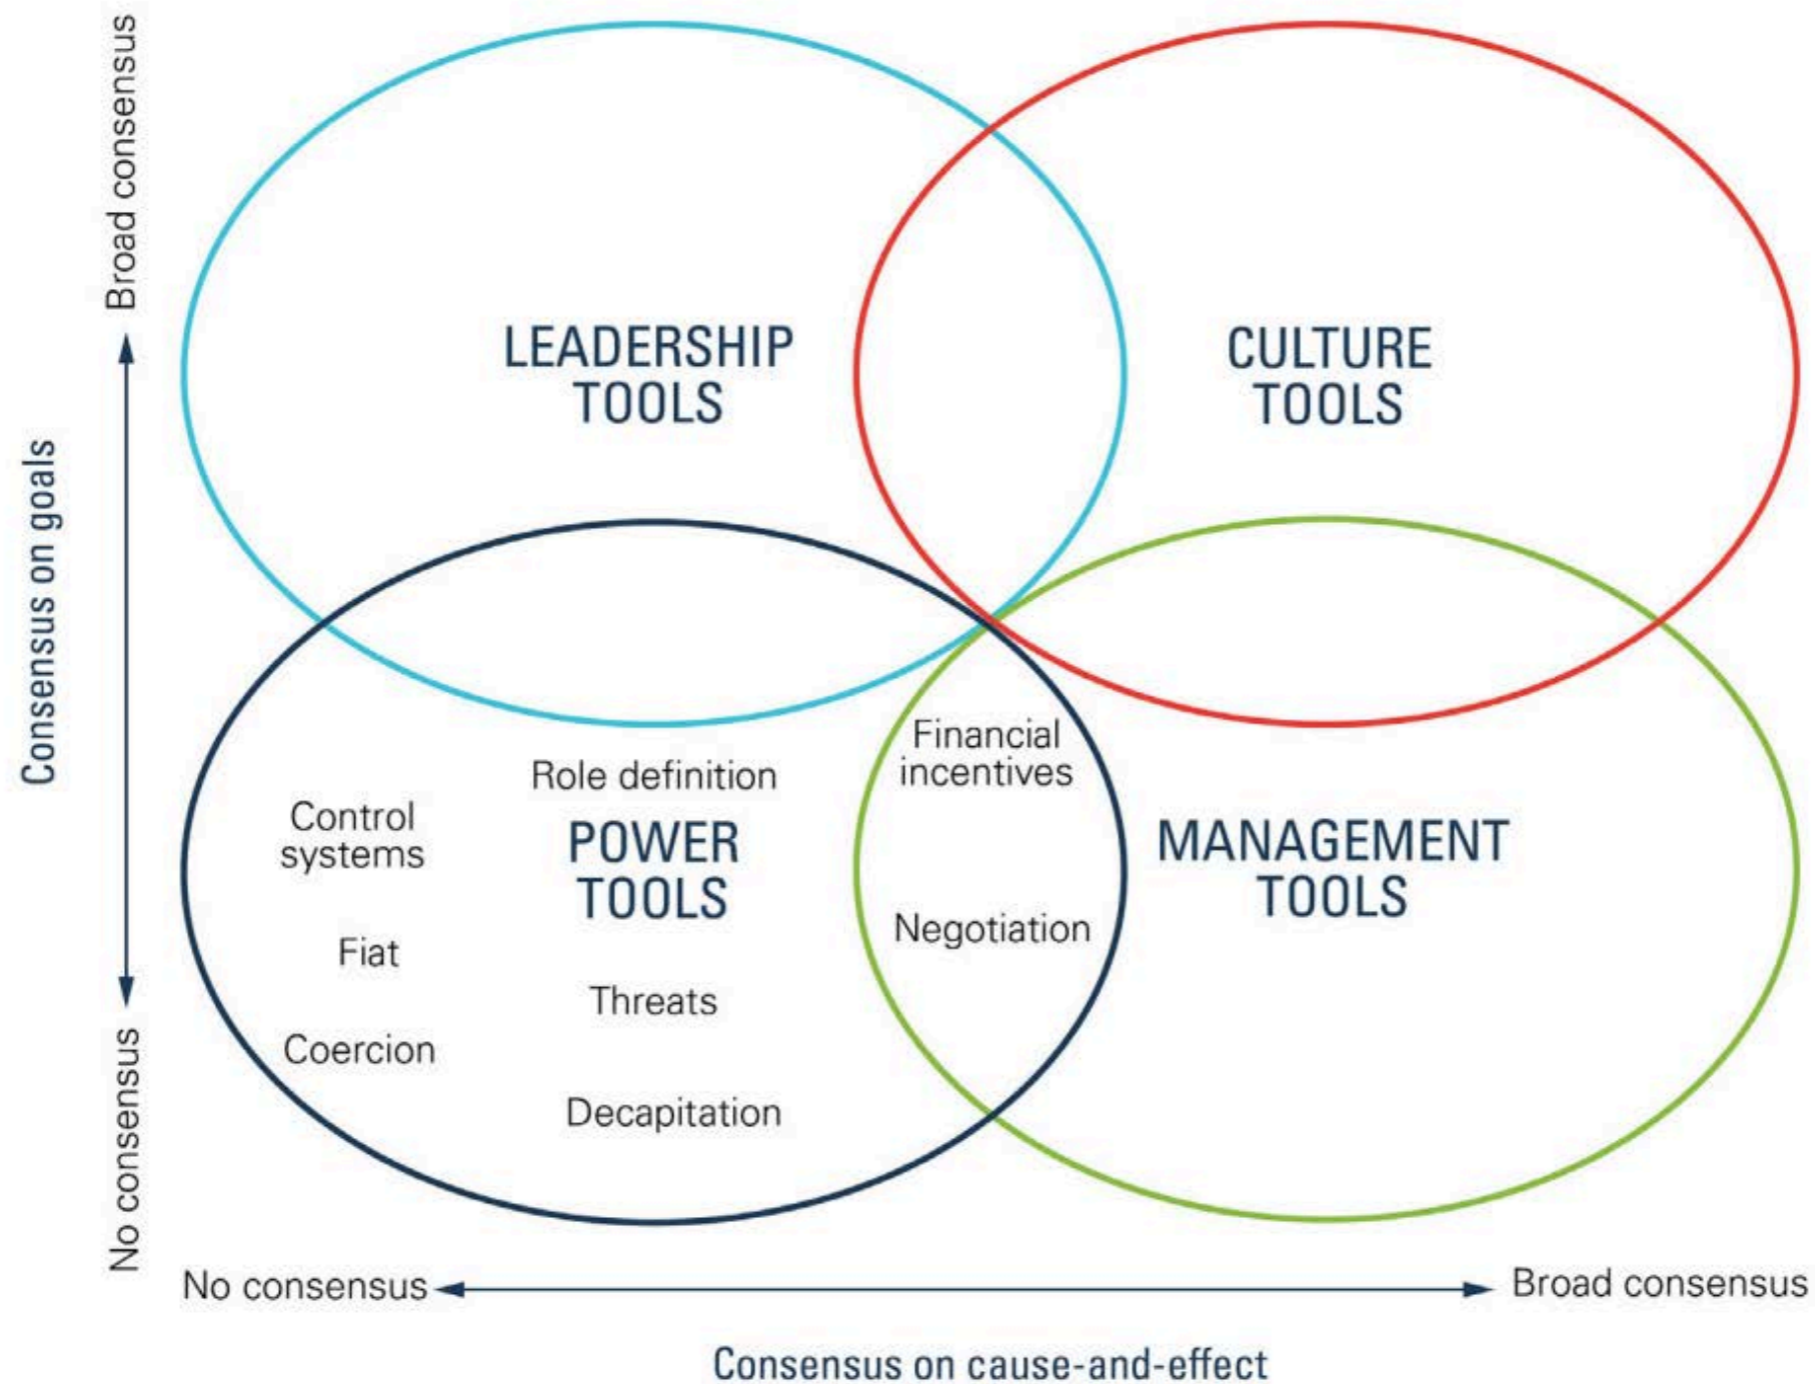 Broad consensus
Consensus on goals
No consensus
LEADERSHIP
TOOLS
CULTURE
TOOLS
Financial
incentives
Role definition
Control
systems
POWER
TOOLS
MANAGEMENT
TOOLS
Negotiation
Fiat
Threats
Coercion
Decapitation
No consensus
Broad consensus
Consensus on cause-and-effect